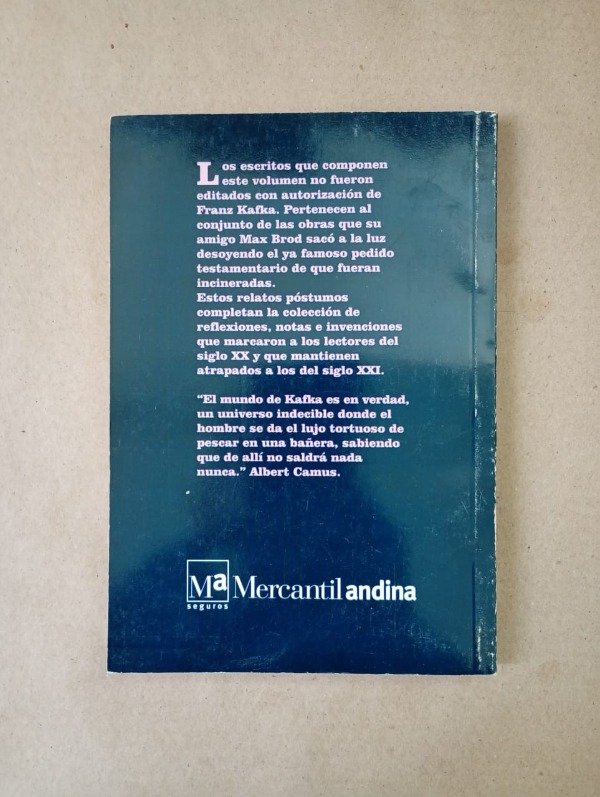 Los escritos que componen
este volumen no fueron
editados con autorización de
Franz Kafka. Pertenecen al
conjunto de las obras que su
amigo Max Brod sacó a la luz
desoyendo el ya famoso pedido
testamentario de que fueran
incineradas.
Estos relatos póstumos
completan la colección de
reflexiones, notas e invenciones
que marcaron a los lectores del
siglo XX y que mantienen
atrapados a los del siglo XXI.
“El mundo de Kafka es en verdad,
un universo indecible donde el
hombre se da el lujo tortuoso de
pescar en una bañera, sabiendo
que de allí no saldrá nada
nunca.” Albert Camus.
Ma Mercantil andina
seguros